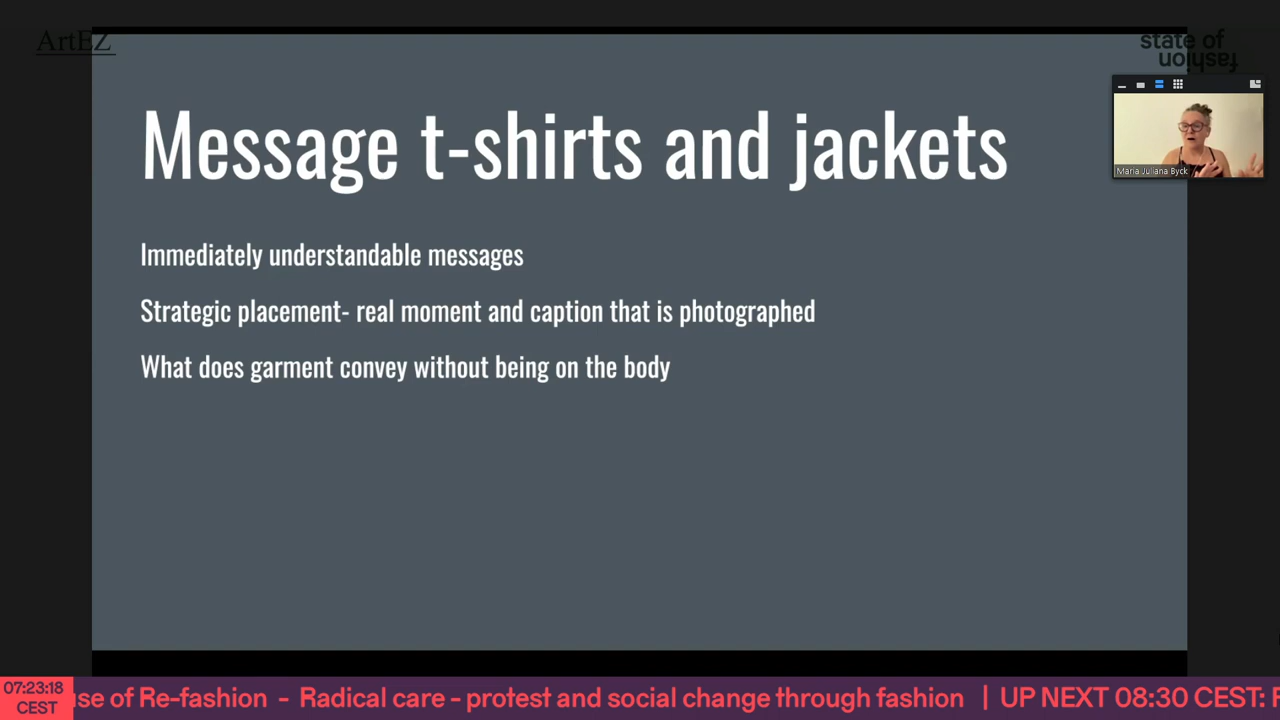 ArtEZ
state of
fashion
Message t-shirts and jackets
Maria Juliana Byck
Immediately understandable messages
Strategic placement- real moment and caption that is photographed
What does garment convey without being on the body
07:23:18
CEST
use of Re-fashion - Radical care - protest and social change through fashion | UP NEXT 08:30 CEST: